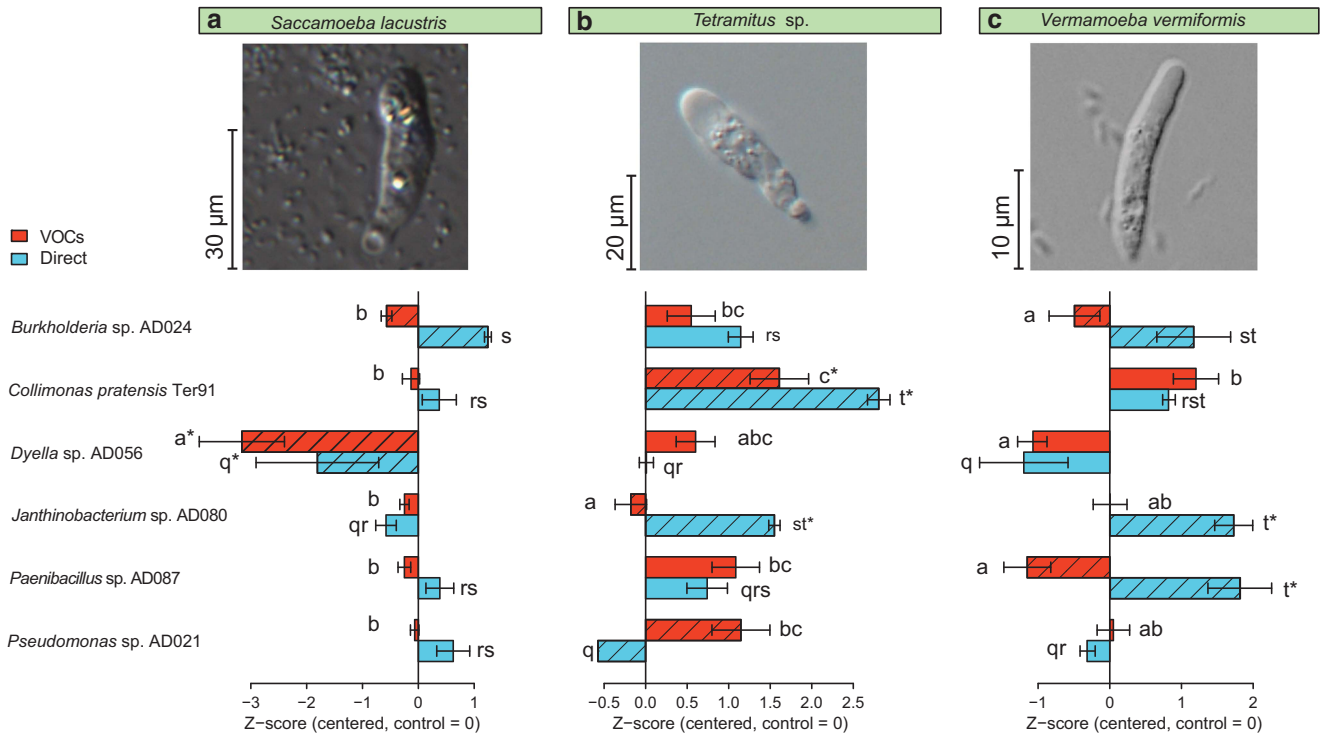 a Saccamoeba lacustris
b Tetramitus sp.
c Vermamoeba vermiformis
30 μm
20 μm
10 μm
VOCs
Direct
Burkholderia sp. AD024
b
s
bc
rs
a
st
Collimonas pratensis Ter91
b
rs
c*
t*
b
rst
Dyella sp. AD056
a*
q*
abc
qr
a
q
Janthinobacterium sp. AD080
b
qr
a
st*
ab
t*
Paenibacillus sp. AD087
b
rs
bc
qrs
a
t*
Pseudomonas sp. AD021
b
rs
bc
q
ab
qr
−3 −2 −1 0 1
−0.5 0.0 0.5 1.0 1.5 2.0 2.5
−1 0 1 2
Z−score (centered, control = 0)
Z−score (centered, control = 0)
Z−score (centered, control = 0)